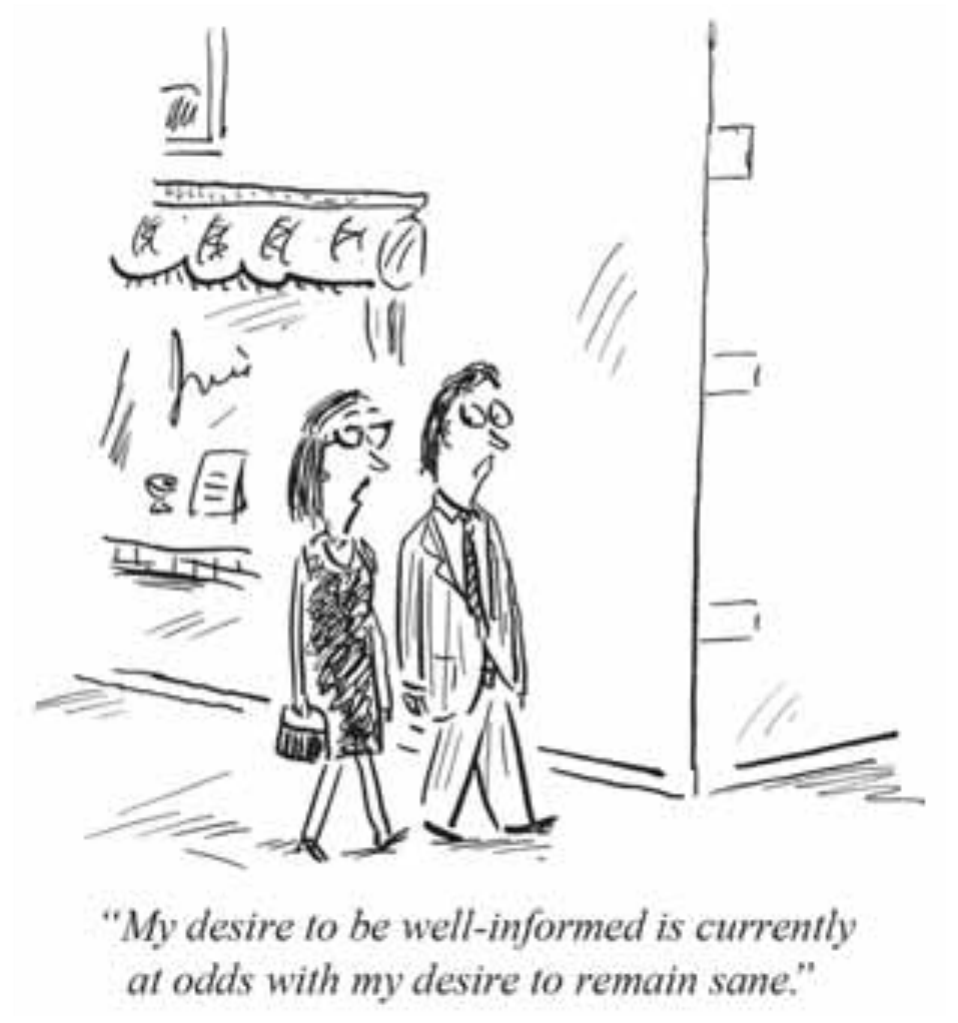 “My desire to be well-informed is currently
at odds with my desire to remain sane.”